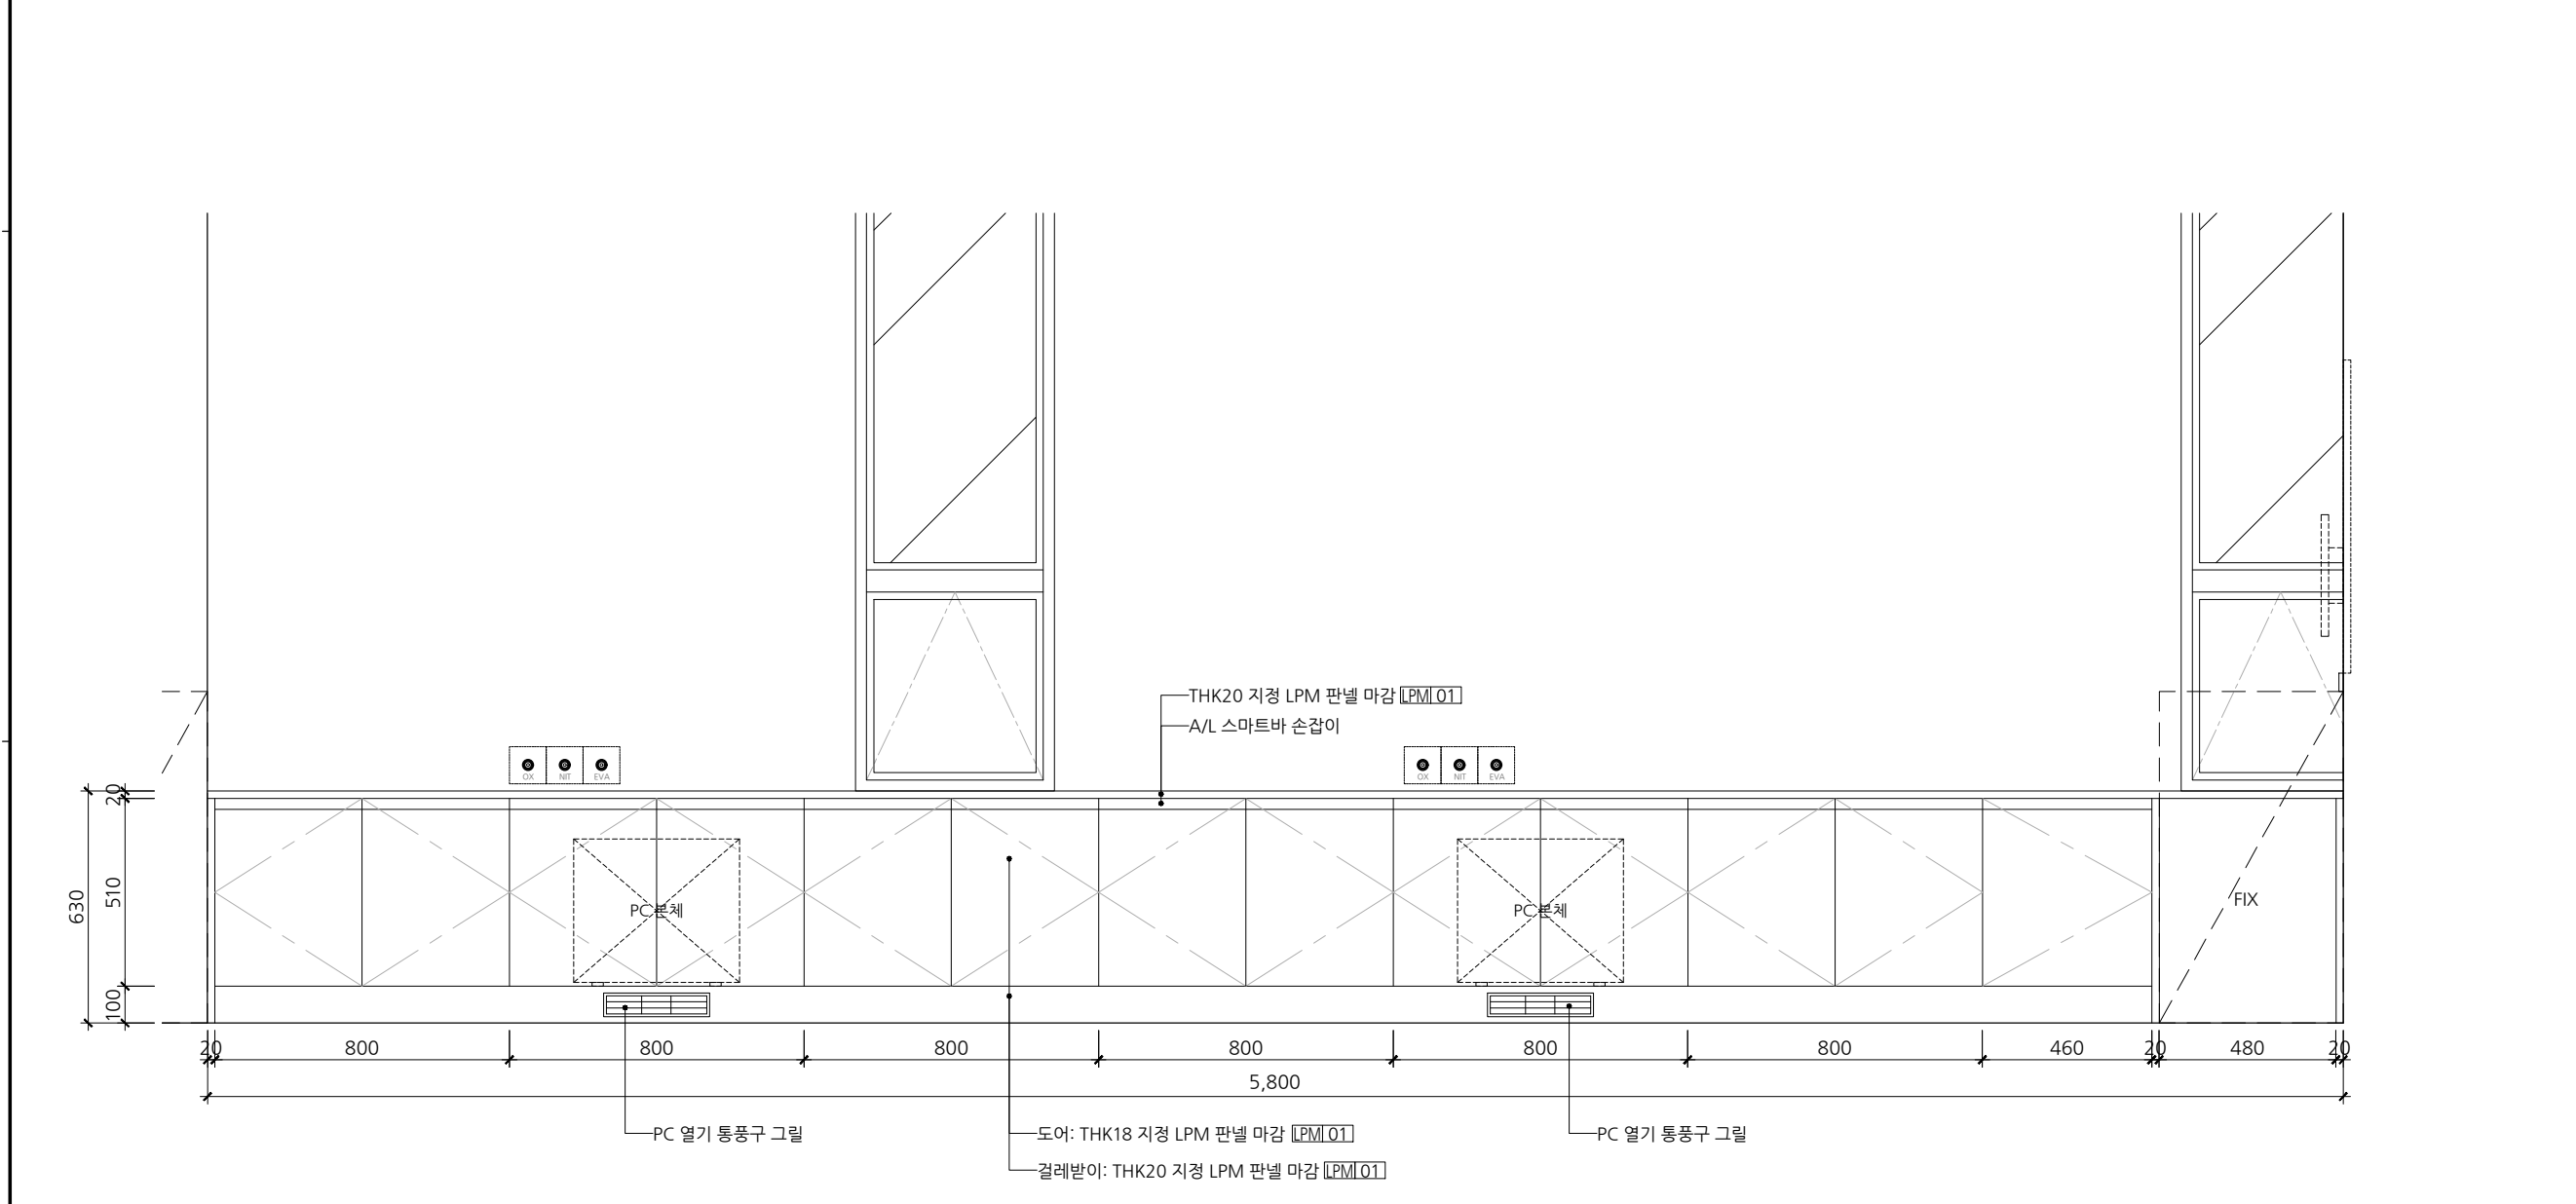 THK20 지정 LPM 판넬 마감 LPM 01
A/L 스마트바 손잡이
OX NIT EVA
OX NIT EVA
20
510
630
100
PC 본체
PC 본체
FIX
20 800 800 800 800 800 800 460 20 480 20
5,800
PC 열기 통풍구 그릴
도어: THK18 지정 LPM 판넬 마감 LPM 01
PC 열기 통풍구 그릴
걸레받이: THK20 지정 LPM 판넬 마감 LPM 01